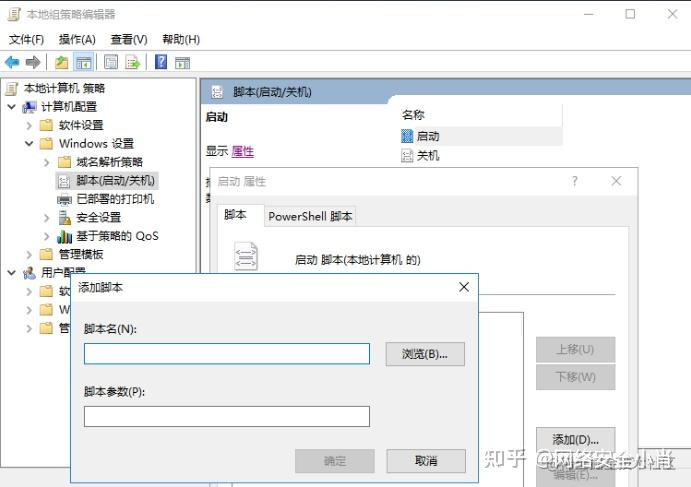 本地组策略编辑器
文件(F) 操作(A) 查看(V) 帮助(H)
本地计算机 策略
计算机配置
软件设置
Windows 设置
域名解析策略
脚本(启动/关机)
已部署的打印机
安全设置
基于策略的 QoS
管理模板
用户配置
软
W
管
脚本(启动/关机)
启动
显示 属性
名称
启动
关机
启动 属性
脚本
PowerShell 脚本
启动 脚本(本地计算机 的)
上移(U)
下移(W)
添加(D)...
编辑(E)...
添加脚本
脚本名(N):
浏览(B)...
脚本参数(P):
确定
取消
知乎 @网络安全小肖